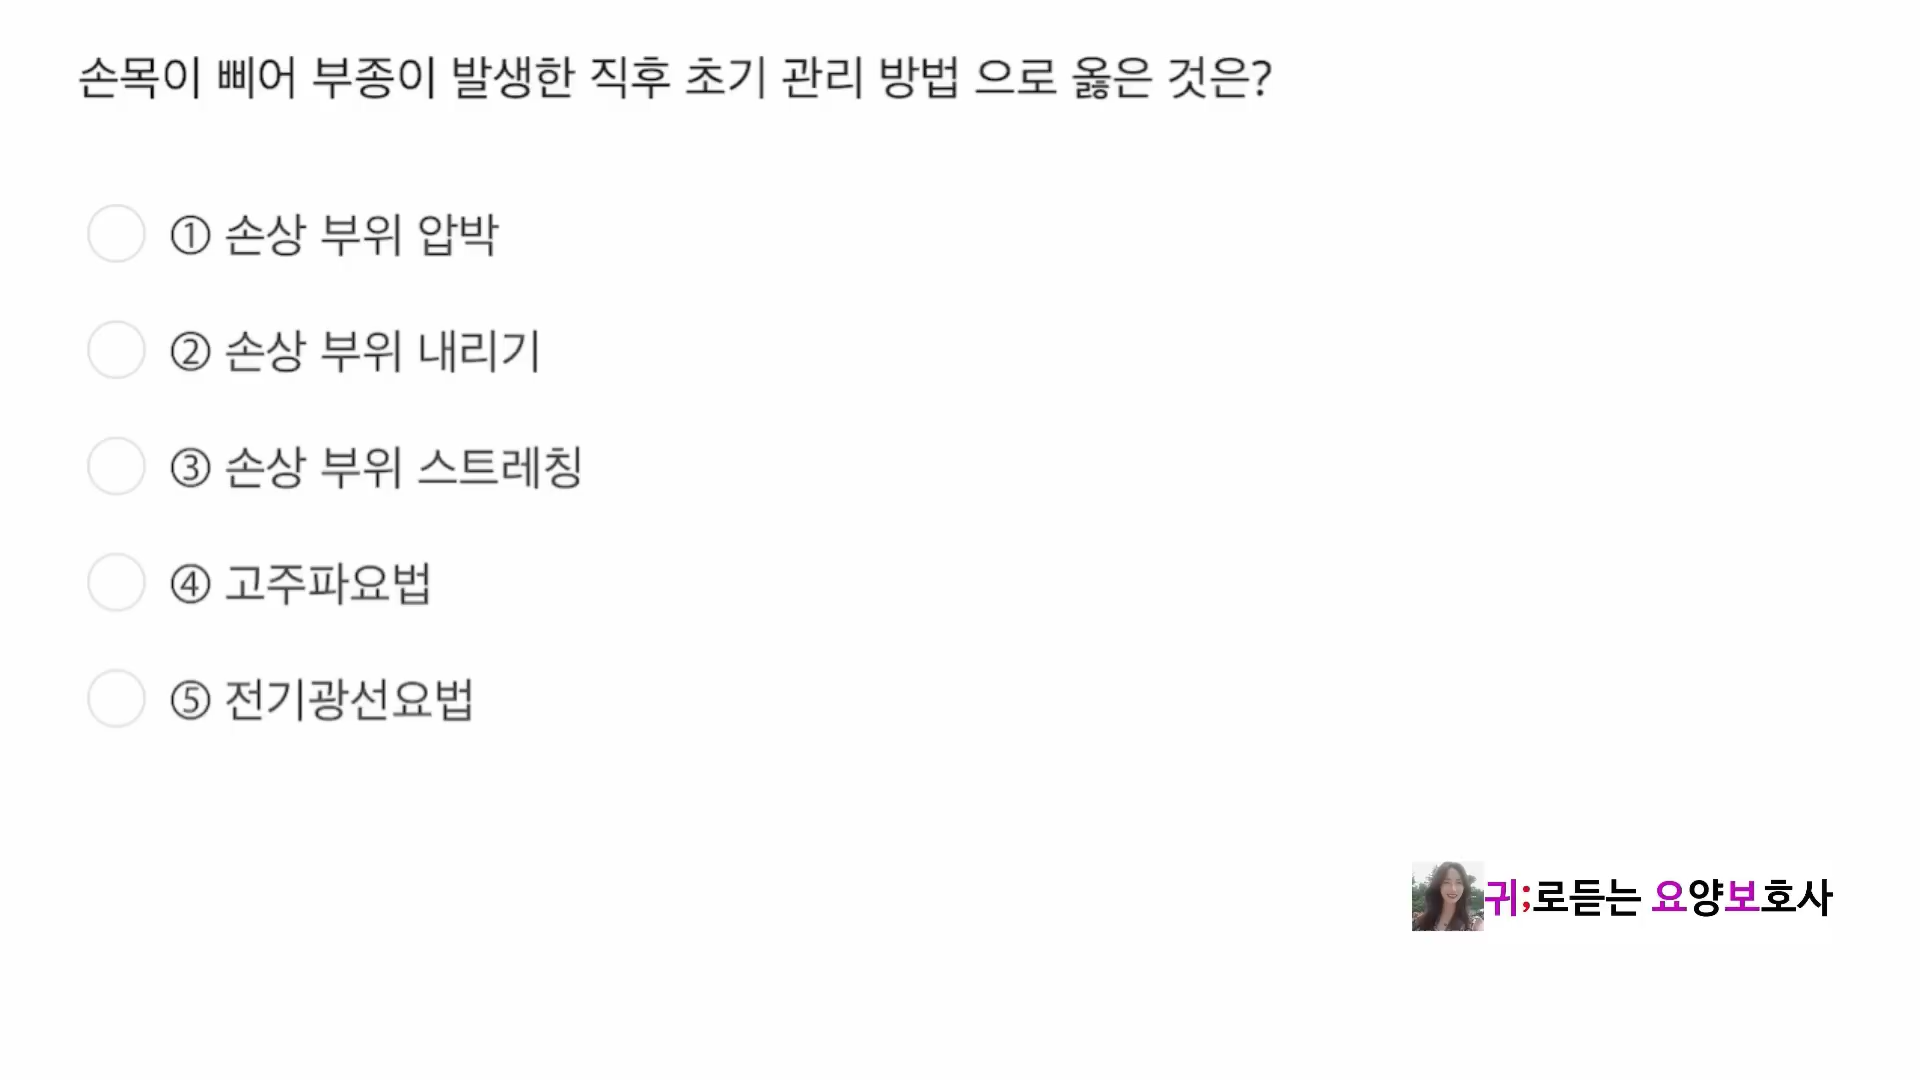 손목이 삐어 부종이 발생한 직후 초기 관리 방법 으로 옳은 것은?
① 손상 부위 압박
② 손상 부위 내리기
③ 손상 부위 스트레칭
④ 고주파요법
⑤ 전기광선요법
귀;로듣는 요양보호사